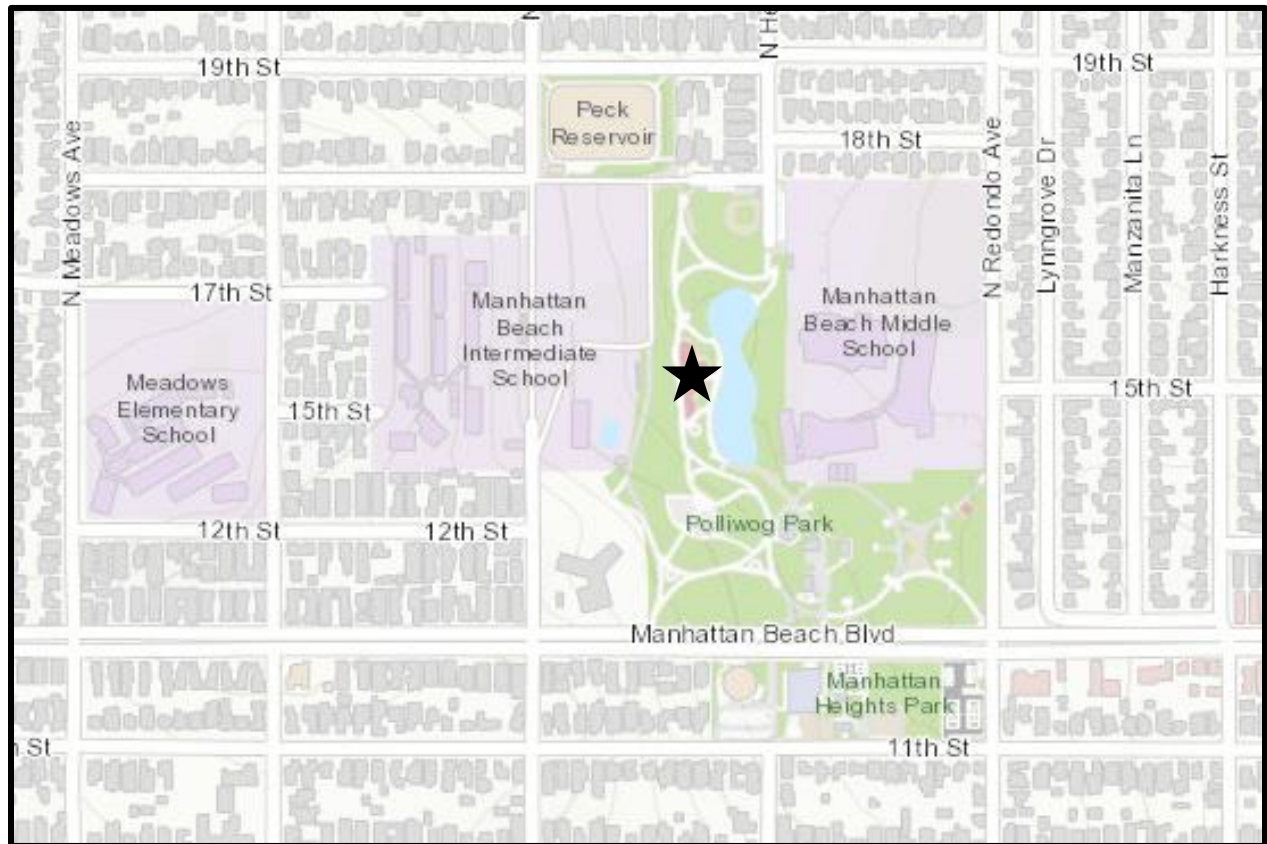 19th St
19th St
Peck
Reservoir
18th St
N Meadows Ave
N Redondo Ave
Lynngrove Dr
Manzanita Ln
Harkness St
17th St
Manhattan
Beach
Intermediate
School
Manhattan
Beach Middle
School
Meadows
Elementary
School
15th St
15th St
12th St
12th St
Polliwog Park
Manhattan Beach Blvd
Manhattan
Heights Park
St
11th St